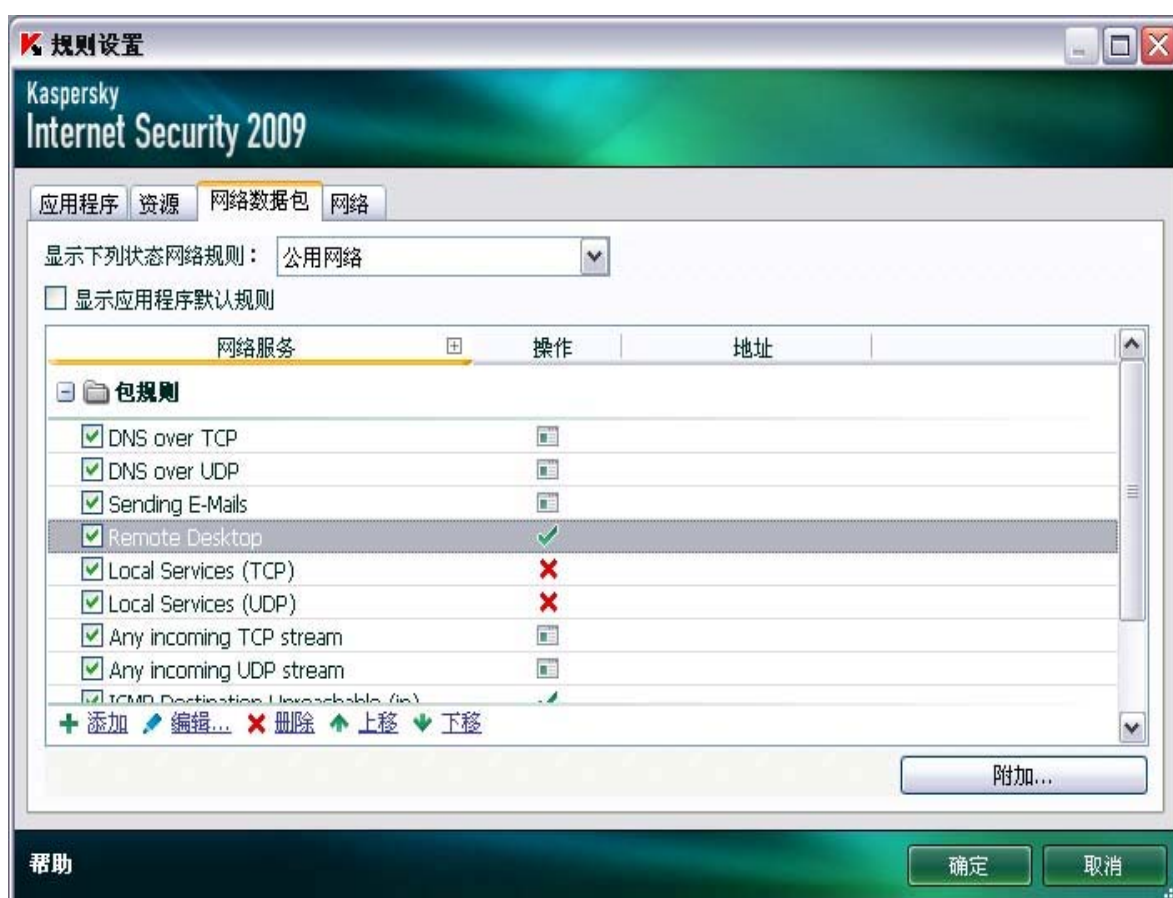 规则设置
Kaspersky
Internet Security 2009
应用程序 资源 网络数据包 网络
显示下列状态网络规则： 公用网络
显示应用程序默认规则
网络服务 操作 地址
包规则
DNS over TCP
DNS over UDP
Sending E-Mails
Remote Desktop
Local Services (TCP)
Local Services (UDP)
Any incoming TCP stream
Any incoming UDP stream
ICMP Destination Unreachable (in)
添加 编辑... 删除 上移 下移
附加...
帮助 确定 取消